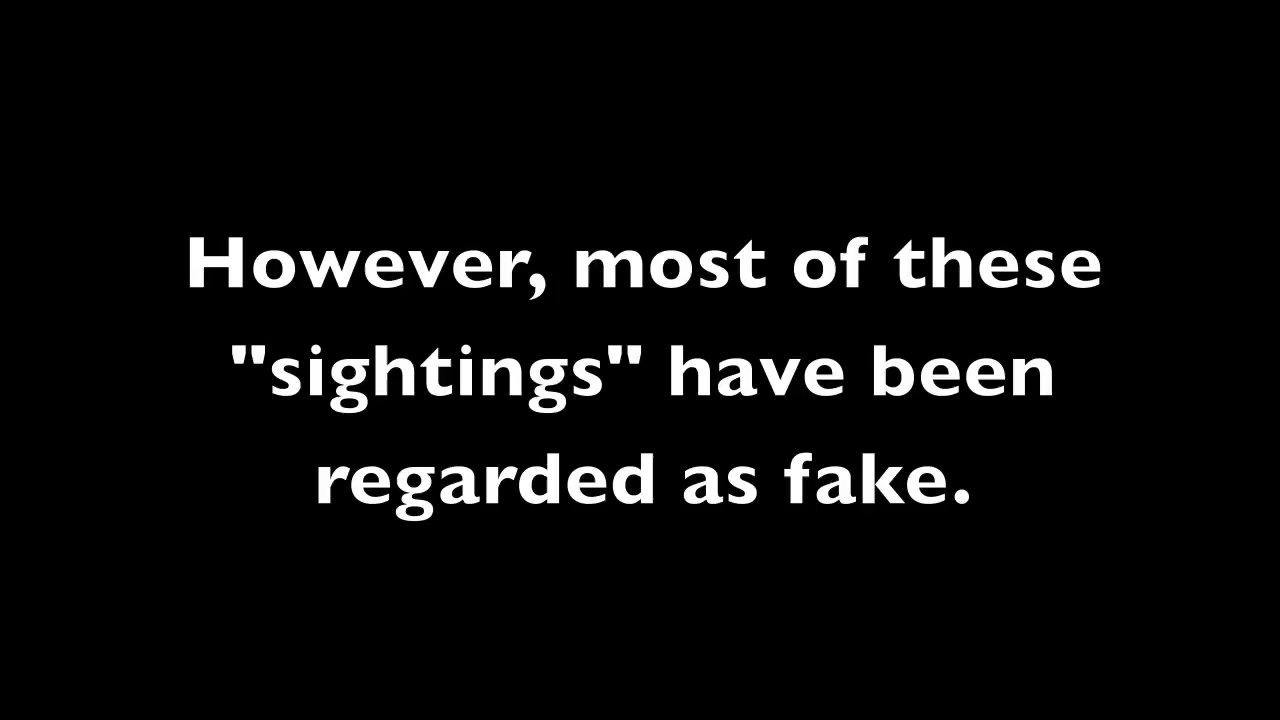 However, most of these
"sightings" have been
regarded as fake.